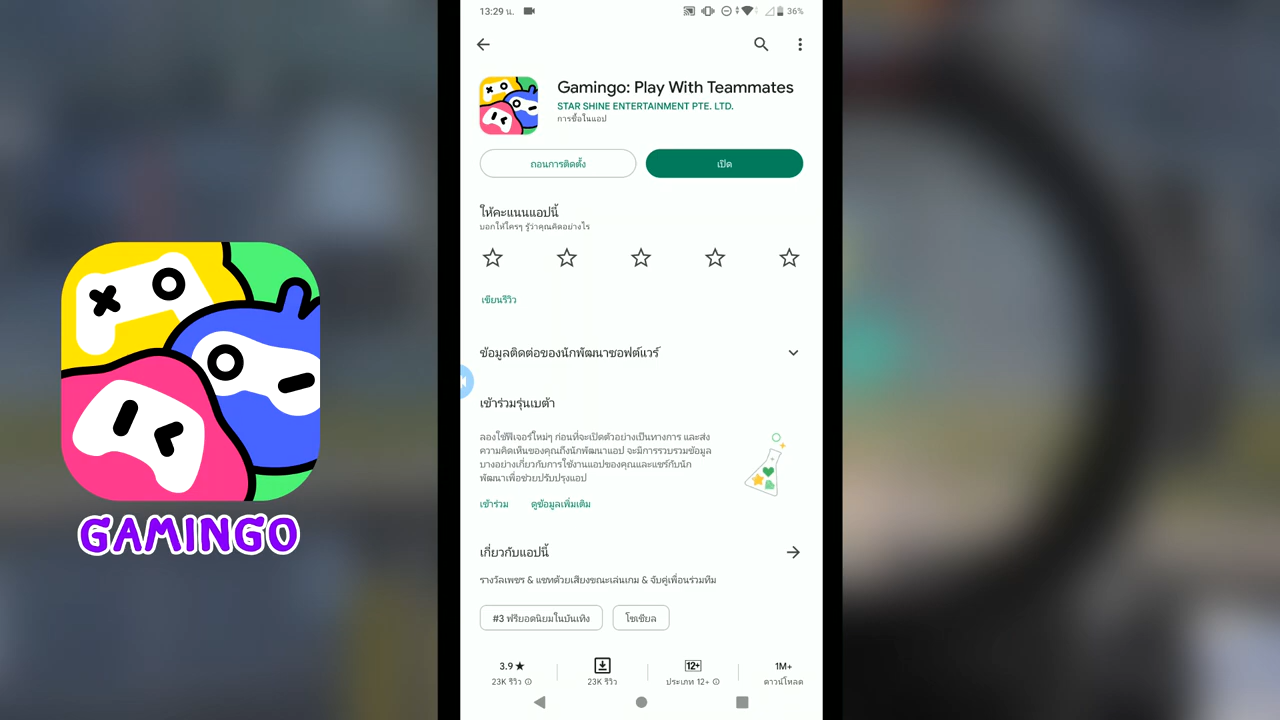 13:29 น.
36%
Gamingo: Play With Teammates
STAR SHINE ENTERTAINMENT PTE. LTD.
การซื้อในแอป
ถอนการติดตั้ง
เปิด
ให้คะแนนแอปนี้
บอกให้ใครๆ รู้ว่าคุณคิดอย่างไร
เขียนรีวิว
ข้อมูลติดต่อของนักพัฒนาซอฟต์แวร์
เข้าร่วมรุ่นเบต้า
ลองใช้ฟีเจอร์ใหม่ๆ ก่อนที่จะเปิดตัวอย่างเป็นทางการ และส่ง
ความคิดเห็นของคุณถึงนักพัฒนาแอป จะมีการรวบรวมข้อมูล
บางอย่างเกี่ยวกับการใช้งานแอปของคุณและแชร์กับนัก
พัฒนาเพื่อช่วยปรับปรุงแอป
เข้าร่วม
ดูข้อมูลเพิ่มเติม
เกี่ยวกับแอปนี้
รางวัลเพชร & แชทด้วยเสียงขณะเล่นเกม & จับคู่เพื่อนร่วมทีม
#3 ฟรียอดนิยมในบันเทิง
โซเชียล
3.9 ★
23K รีวิว
23K รีวิว
12+
ประเภท 12+
1M+
ดาวน์โหลด
GAMINGO